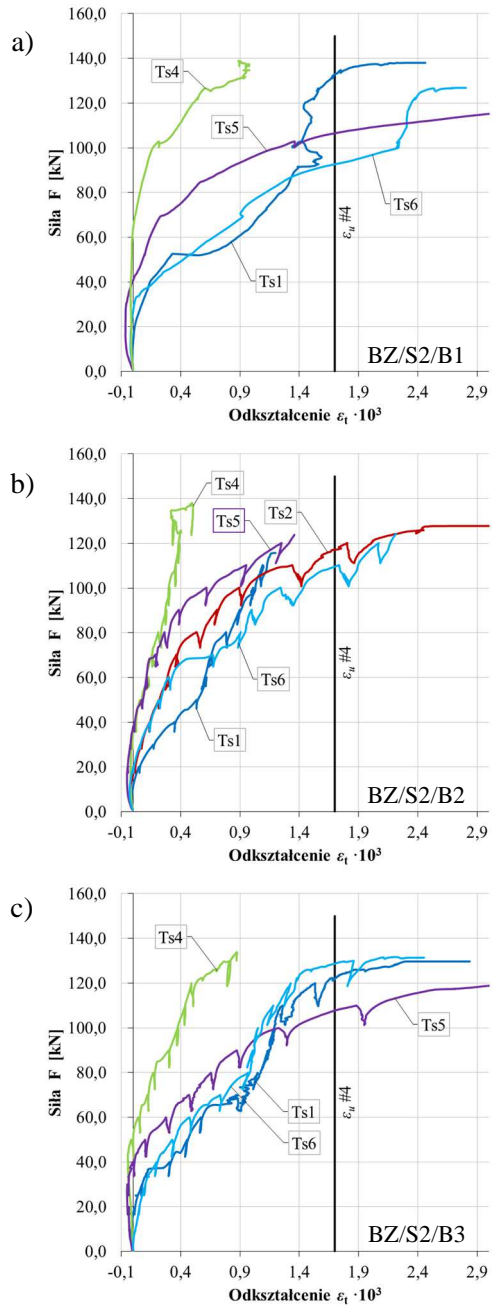 a)
Siła F [kN]
160,0
140,0
120,0
100,0
80,0
60,0
40,0
20,0
0,0
Ts4
Ts5
Ts6
Ts1
εu #4
BZ/S2/B1
-0,1 0,4 0,9 1,4 1,9 2,4 2,9
Odkształcenie εt ·10³
b)
Siła F [kN]
160,0
140,0
120,0
100,0
80,0
60,0
40,0
20,0
0,0
Ts4
Ts5
Ts2
Ts6
Ts1
εu #4
BZ/S2/B2
-0,1 0,4 0,9 1,4 1,9 2,4 2,9
Odkształcenie εt ·10³
c)
Siła F [kN]
160,0
140,0
120,0
100,0
80,0
60,0
40,0
20,0
0,0
Ts4
Ts5
Ts1
Ts6
εu #4
BZ/S2/B3
-0,1 0,4 0,9 1,4 1,9 2,4 2,9
Odkształcenie εt ·10³